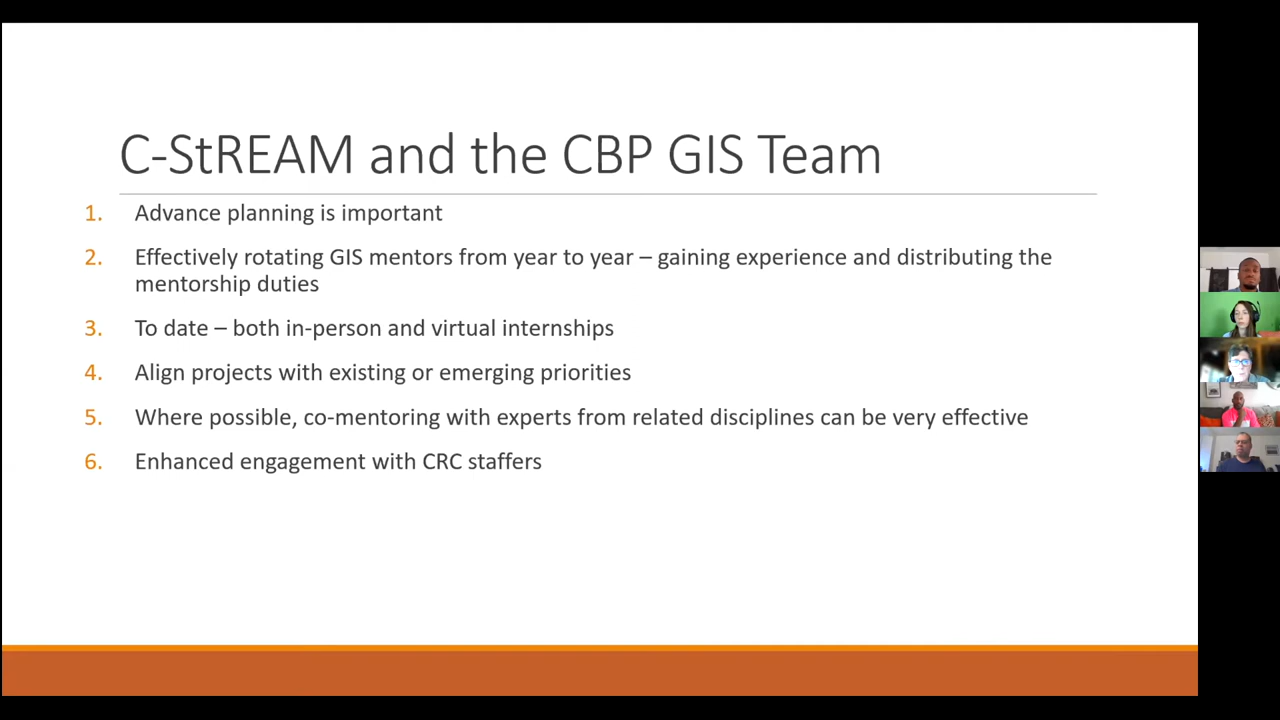 C-StREAM and the CBP GIS Team
1. Advance planning is important
2. Effectively rotating GIS mentors from year to year – gaining experience and distributing the
mentorship duties
3. To date – both in-person and virtual internships
4. Align projects with existing or emerging priorities
5. Where possible, co-mentoring with experts from related disciplines can be very effective
6. Enhanced engagement with CRC staffers